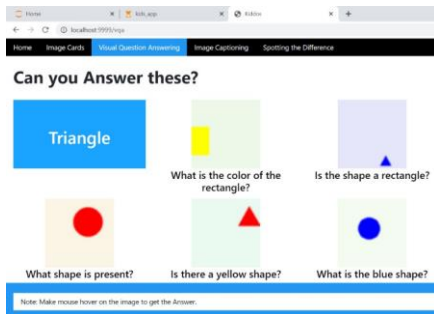 Home kids_app Kiddoo
localhost:5999/vqa
Home Image Cards Visual Question Answering Image Captioning Spotting the Difference
Can you Answer these?
Triangle
What is the color of the
rectangle?
Is the shape a rectangle?
What shape is present?
Is there a yellow shape?
What is the blue shape?
Note: Make mouse hover on the image to get the Answer.